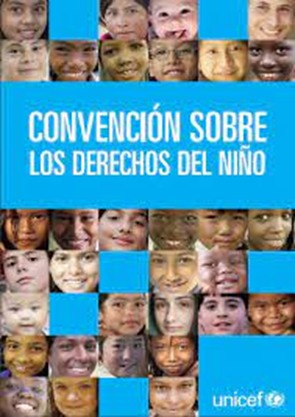 CONVENCIÓN SOBRE
LOS DERECHOS DEL NIÑO
unicef